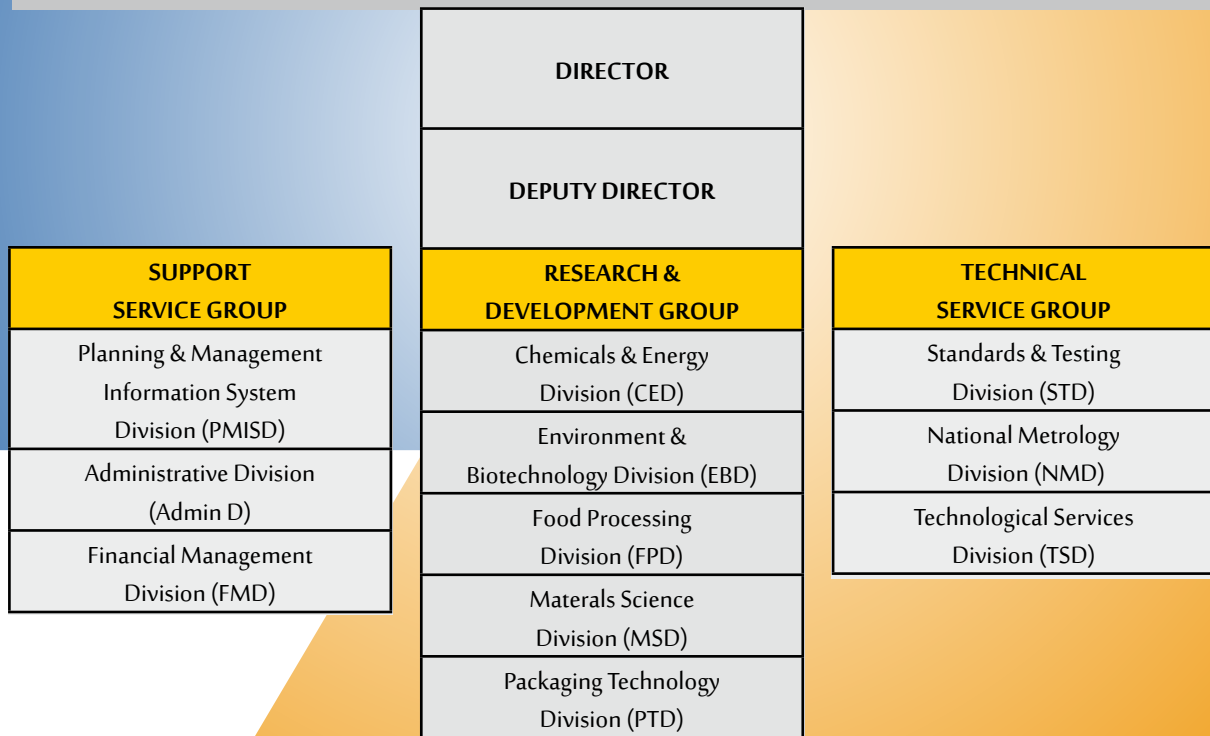 DIRECTOR
DEPUTY DIRECTOR
SUPPORT
SERVICE GROUP
Planning & Management
Information System
Division (PMISD)
Administrative Division
(Admin D)
Financial Management
Division (FMD)
RESEARCH &
DEVELOPMENT GROUP
Chemicals & Energy
Division (CED)
Environment &
Biotechnology Division (EBD)
Food Processing
Division (FPD)
Materals Science
Division (MSD)
Packaging Technology
Division (PTD)
TECHNICAL
SERVICE GROUP
Standards & Testing
Division (STD)
National Metrology
Division (NMD)
Technological Services
Division (TSD)